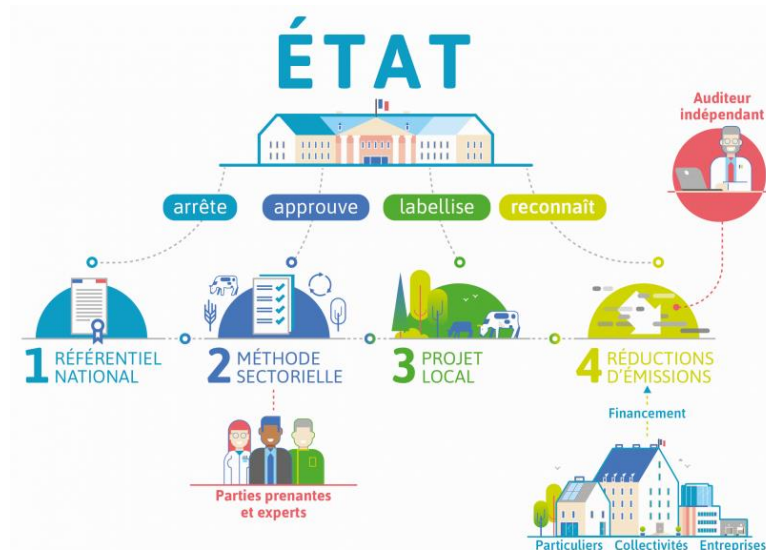 ÉTAT
Auditeur
indépendant
arrête
approuve
labellise
reconnaît
1 RÉFÉRENTIEL
NATIONAL
2 MÉTHODE
SECTORIELLE
3 PROJET
LOCAL
4 RÉDUCTIONS
D'ÉMISSIONS
Parties prenantes
et experts
Financement
Particuliers
Collectivités
Entreprises